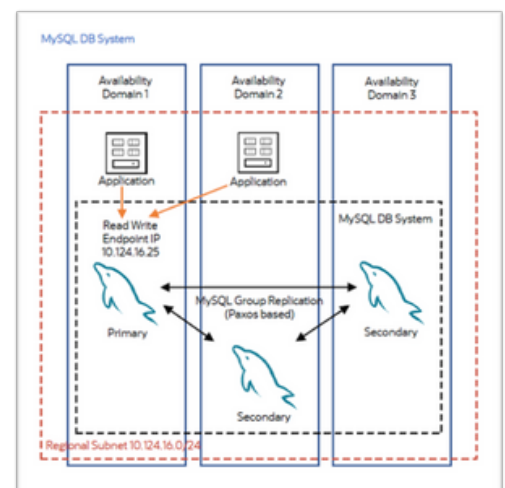 MySQL DB System
Availability
Domain 1
Availability
Domain 2
Availability
Domain 3
Application
Application
Read Write
Endpoint IP
10.124.16.25
MySQL DB System
MySQL Group Replication
(Paxos based)
Primary
Secondary
Secondary
Regional Subnet 10.124.16.0/24